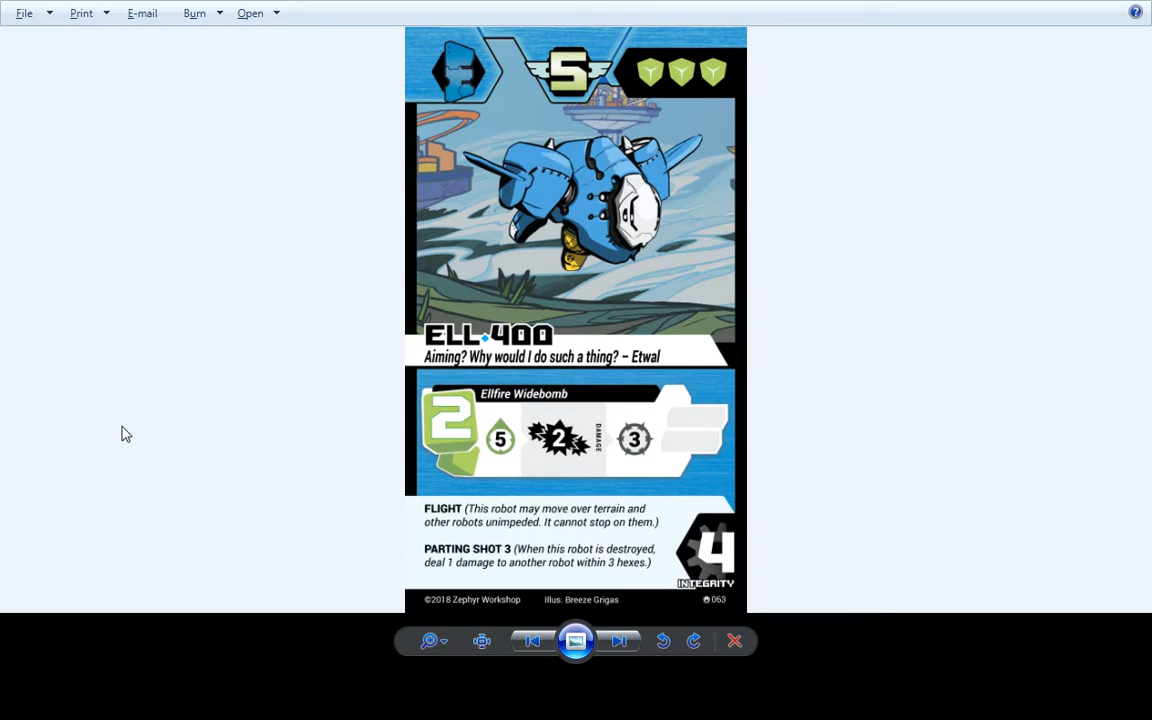 File Print E-mail Burn Open
5
ELL·400
Aiming? Why would I do such a thing? – Etwal
Ellfire Widebomb
2 5 2 DAMAGE 3
FLIGHT (This robot may move over terrain and
other robots unimpeded. It cannot stop on them.)
PARTING SHOT 3 (When this robot is destroyed,
deal 1 damage to another robot within 3 hexes.)
4
INTEGRITY
©2018 Zephyr Workshop Illus. Breeze Grigas 063